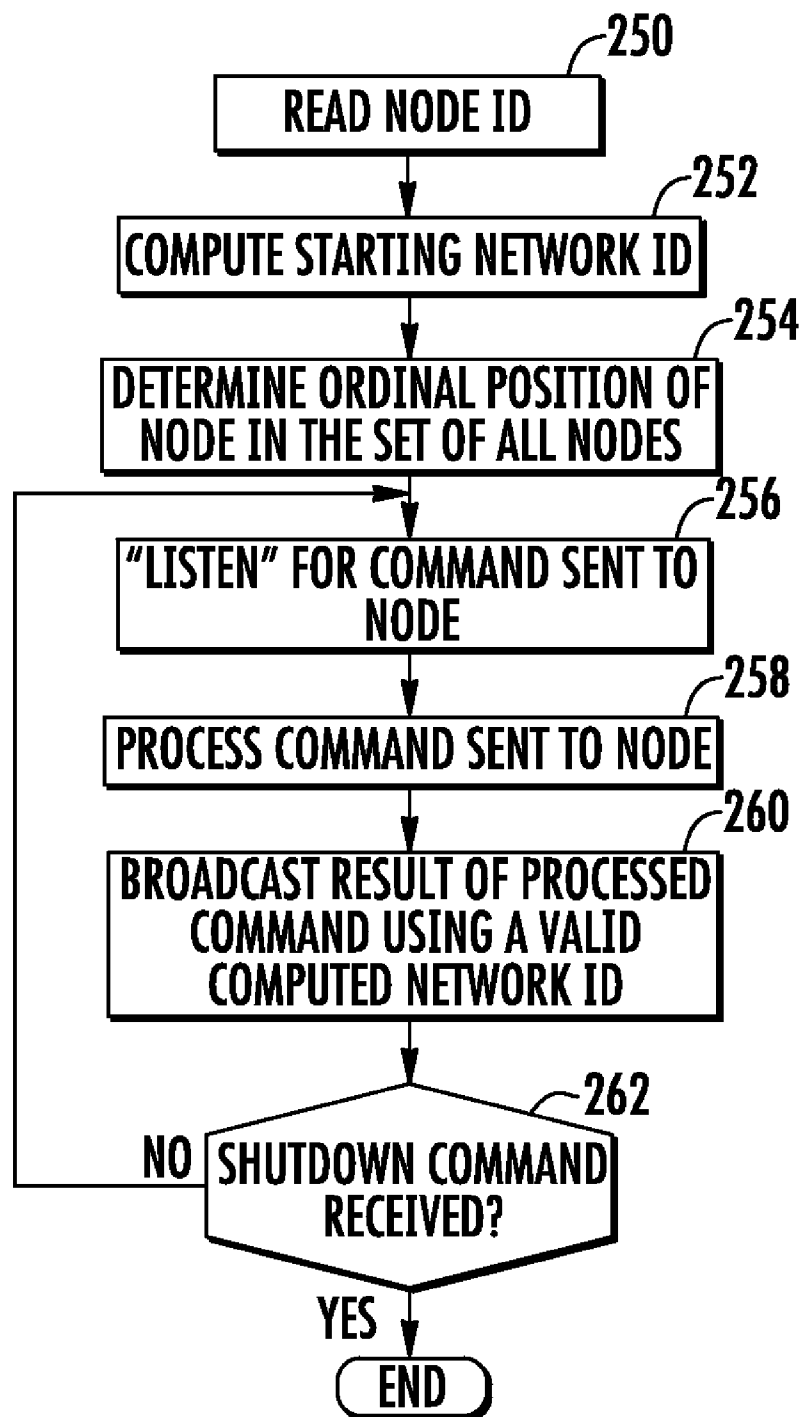 250
READ NODE ID
252
COMPUTE STARTING NETWORK ID
254
DETERMINE ORDINAL POSITION OF
NODE IN THE SET OF ALL NODES
256
“LISTEN” FOR COMMAND SENT TO
NODE
258
PROCESS COMMAND SENT TO NODE
260
BROADCAST RESULT OF PROCESSED
COMMAND USING A VALID
COMPUTED NETWORK ID
262
NO
SHUTDOWN COMMAND
RECEIVED?
YES
END